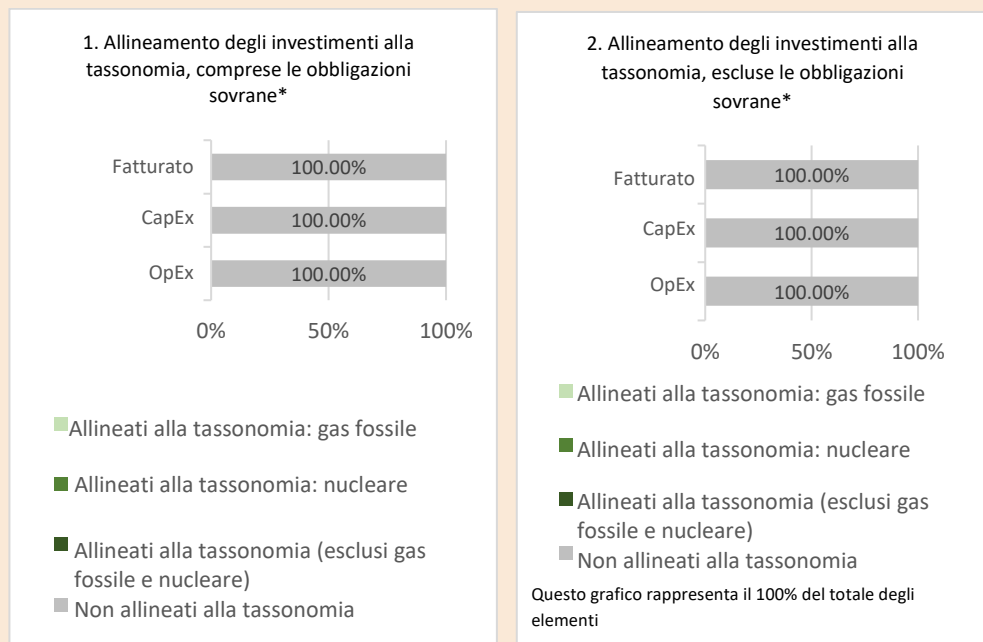 1. Allineamento degli investimenti alla
tassonomia, comprese le obbligazioni
sovrane*
Fatturato
100.00%
CapEx
100.00%
OpEx
100.00%
0%
50%
100%
Allineati alla tassonomia: gas fossile
Allineati alla tassonomia: nucleare
Allineati alla tassonomia (esclusi gas
fossile e nucleare)
Non allineati alla tassonomia
2. Allineamento degli investimenti alla
tassonomia, escluse le obbligazioni
sovrane*
Fatturato
100.00%
CapEx
100.00%
OpEx
100.00%
0%
50%
100%
Allineati alla tassonomia: gas fossile
Allineati alla tassonomia: nucleare
Allineati alla tassonomia (esclusi gas
fossile e nucleare)
Non allineati alla tassonomia
Questo grafico rappresenta il 100% del totale degli
elementi